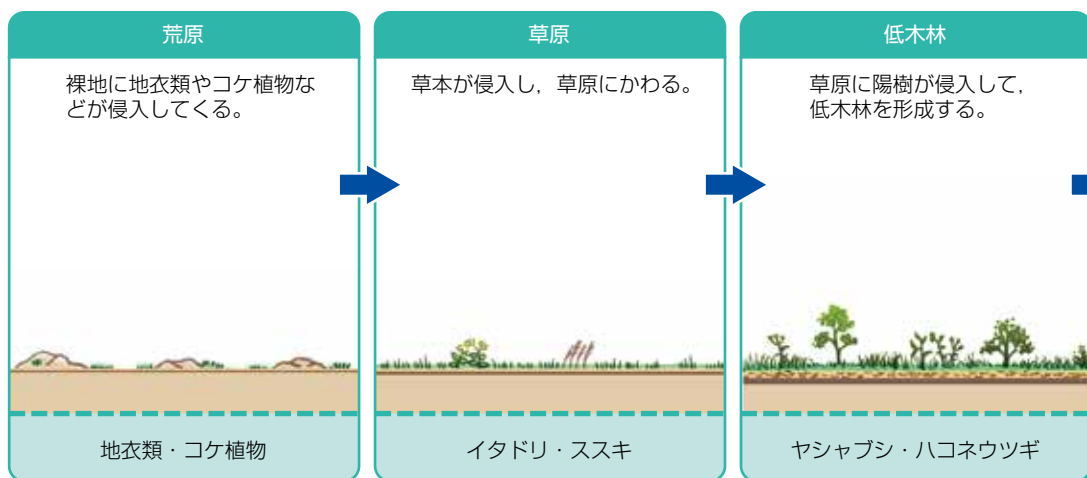 荒原
裸地に地衣類やコケ植物な
どが侵入してくる。
地衣類・コケ植物
草原
草本が侵入し，草原にかわる。
イタドリ・ススキ
低木林
草原に陽樹が侵入して，
低木林を形成する。
ヤシャブシ・ハコネウツギ